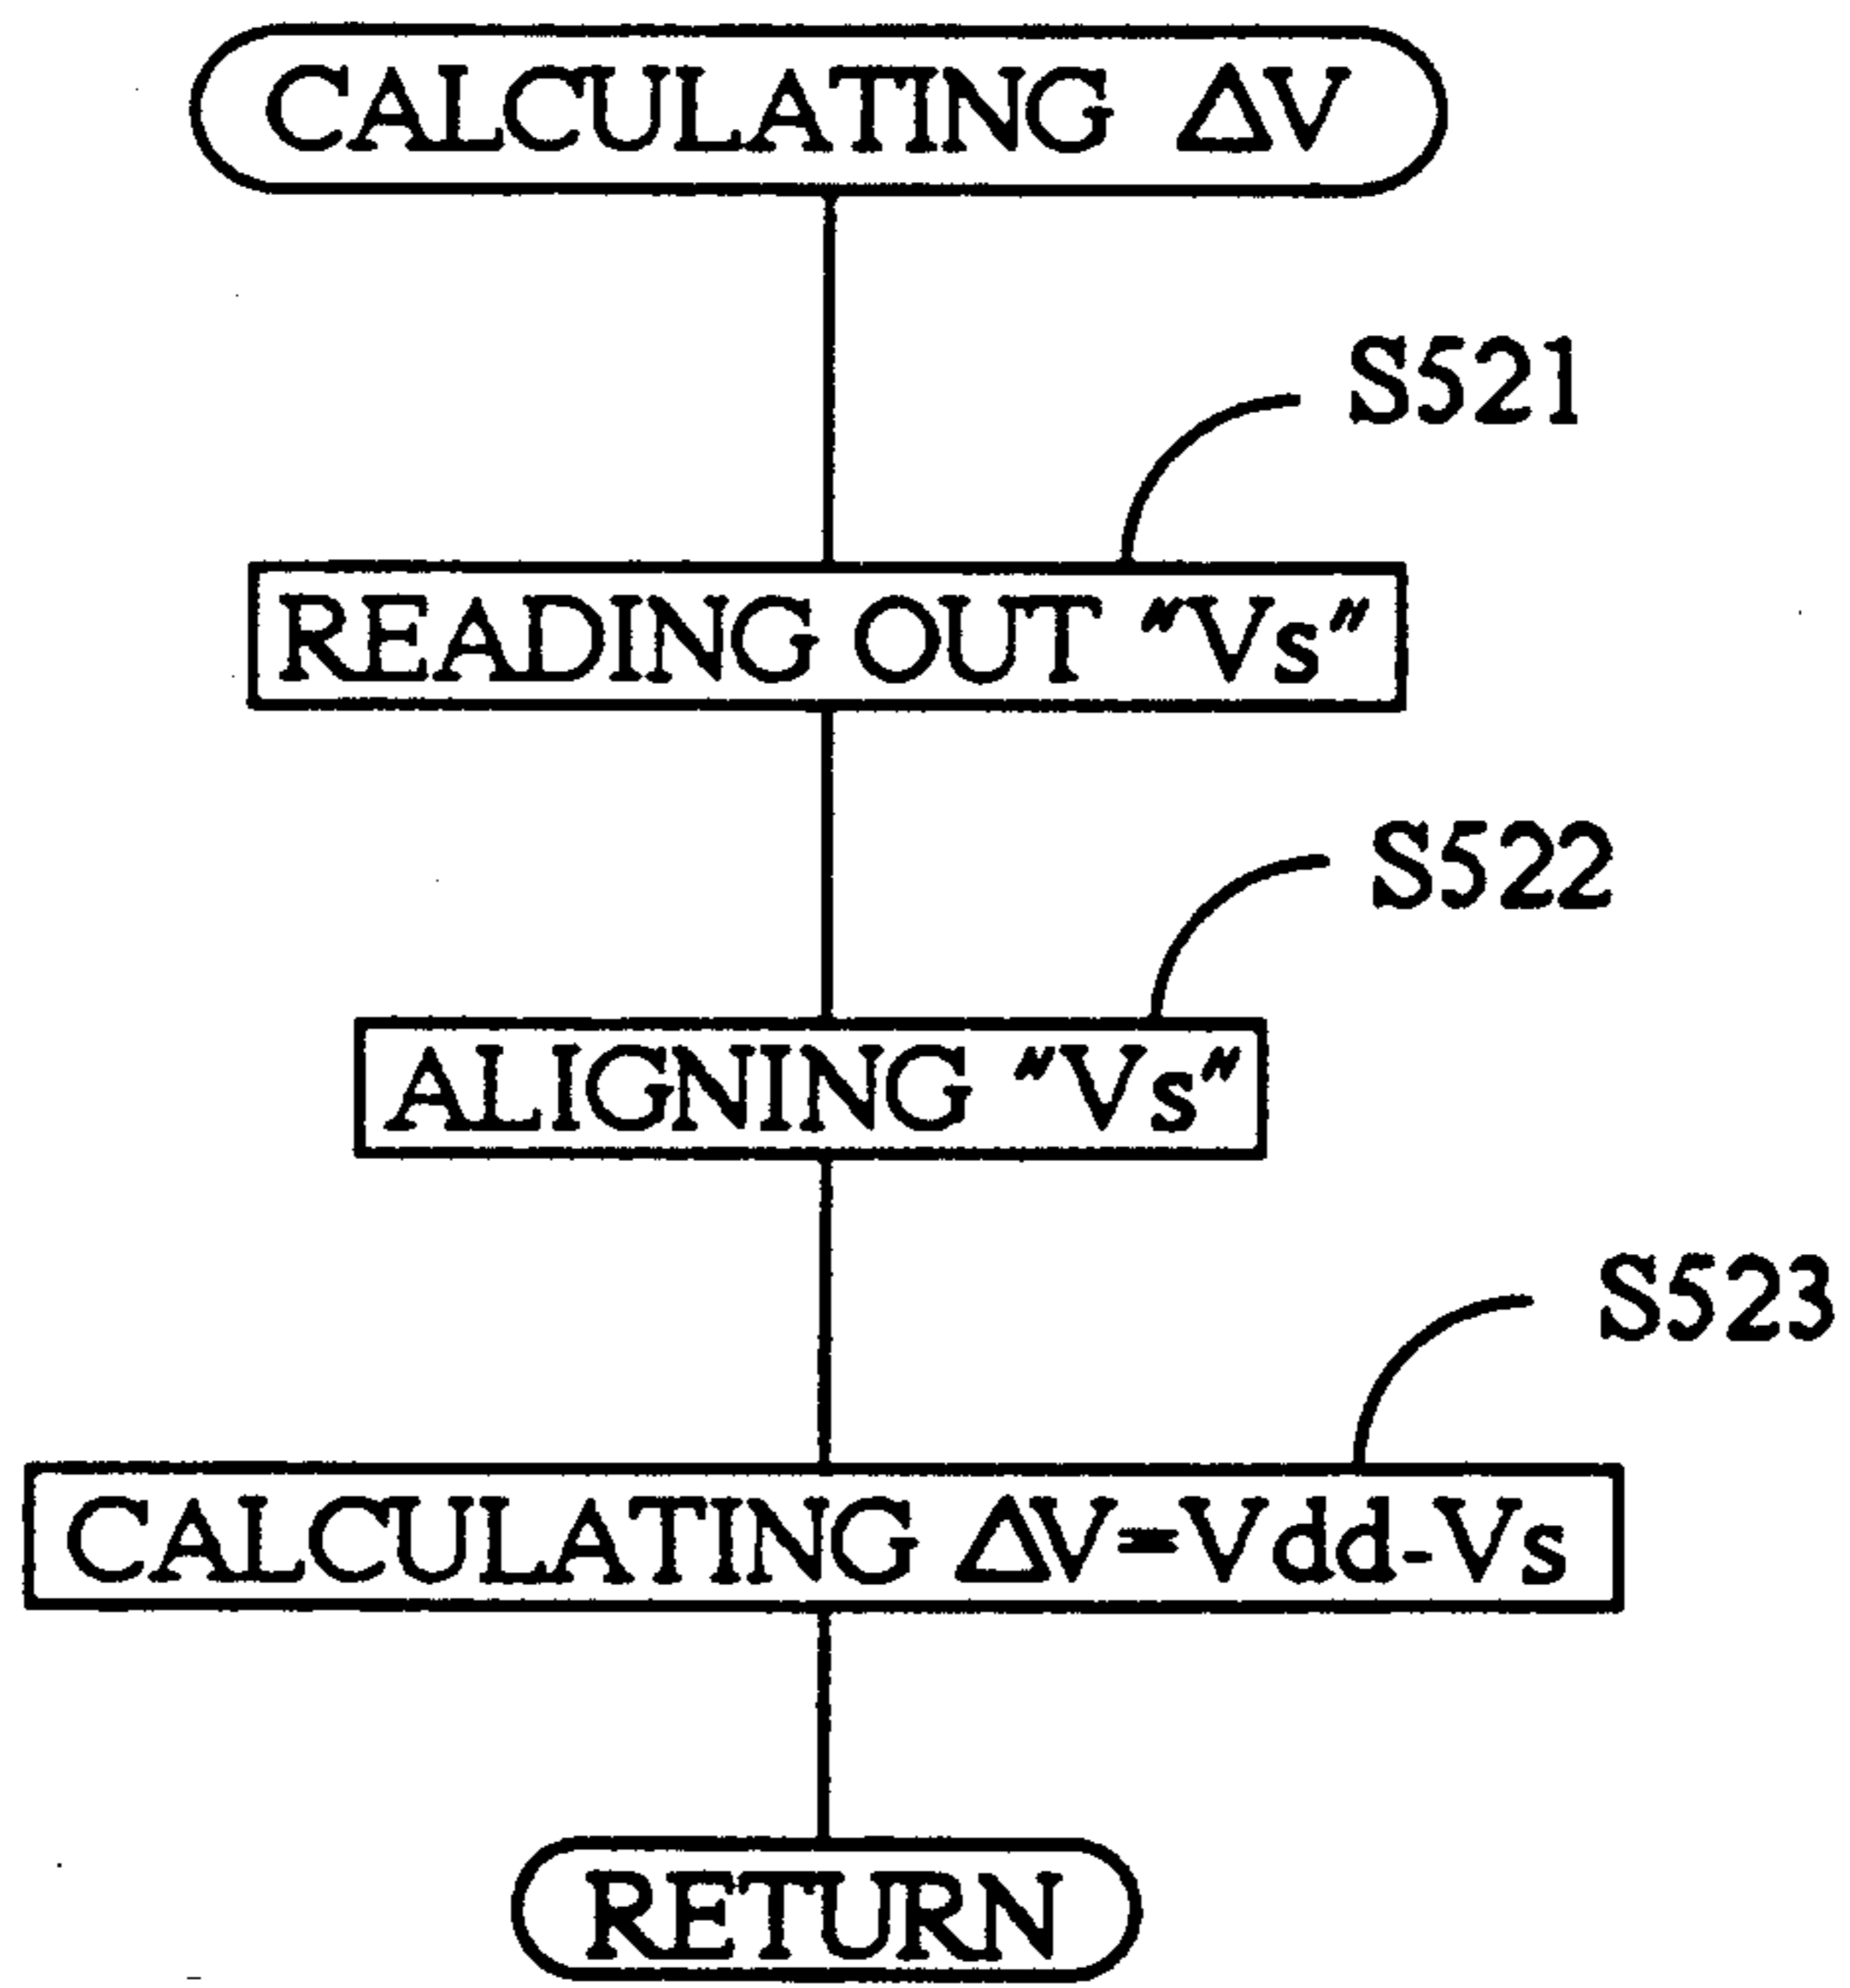 CALCULATING ΔV
S521
READING OUT "Vs"
S522
ALIGNING "Vs"
S523
CALCULATING ΔV=Vdd-Vs
RETURN